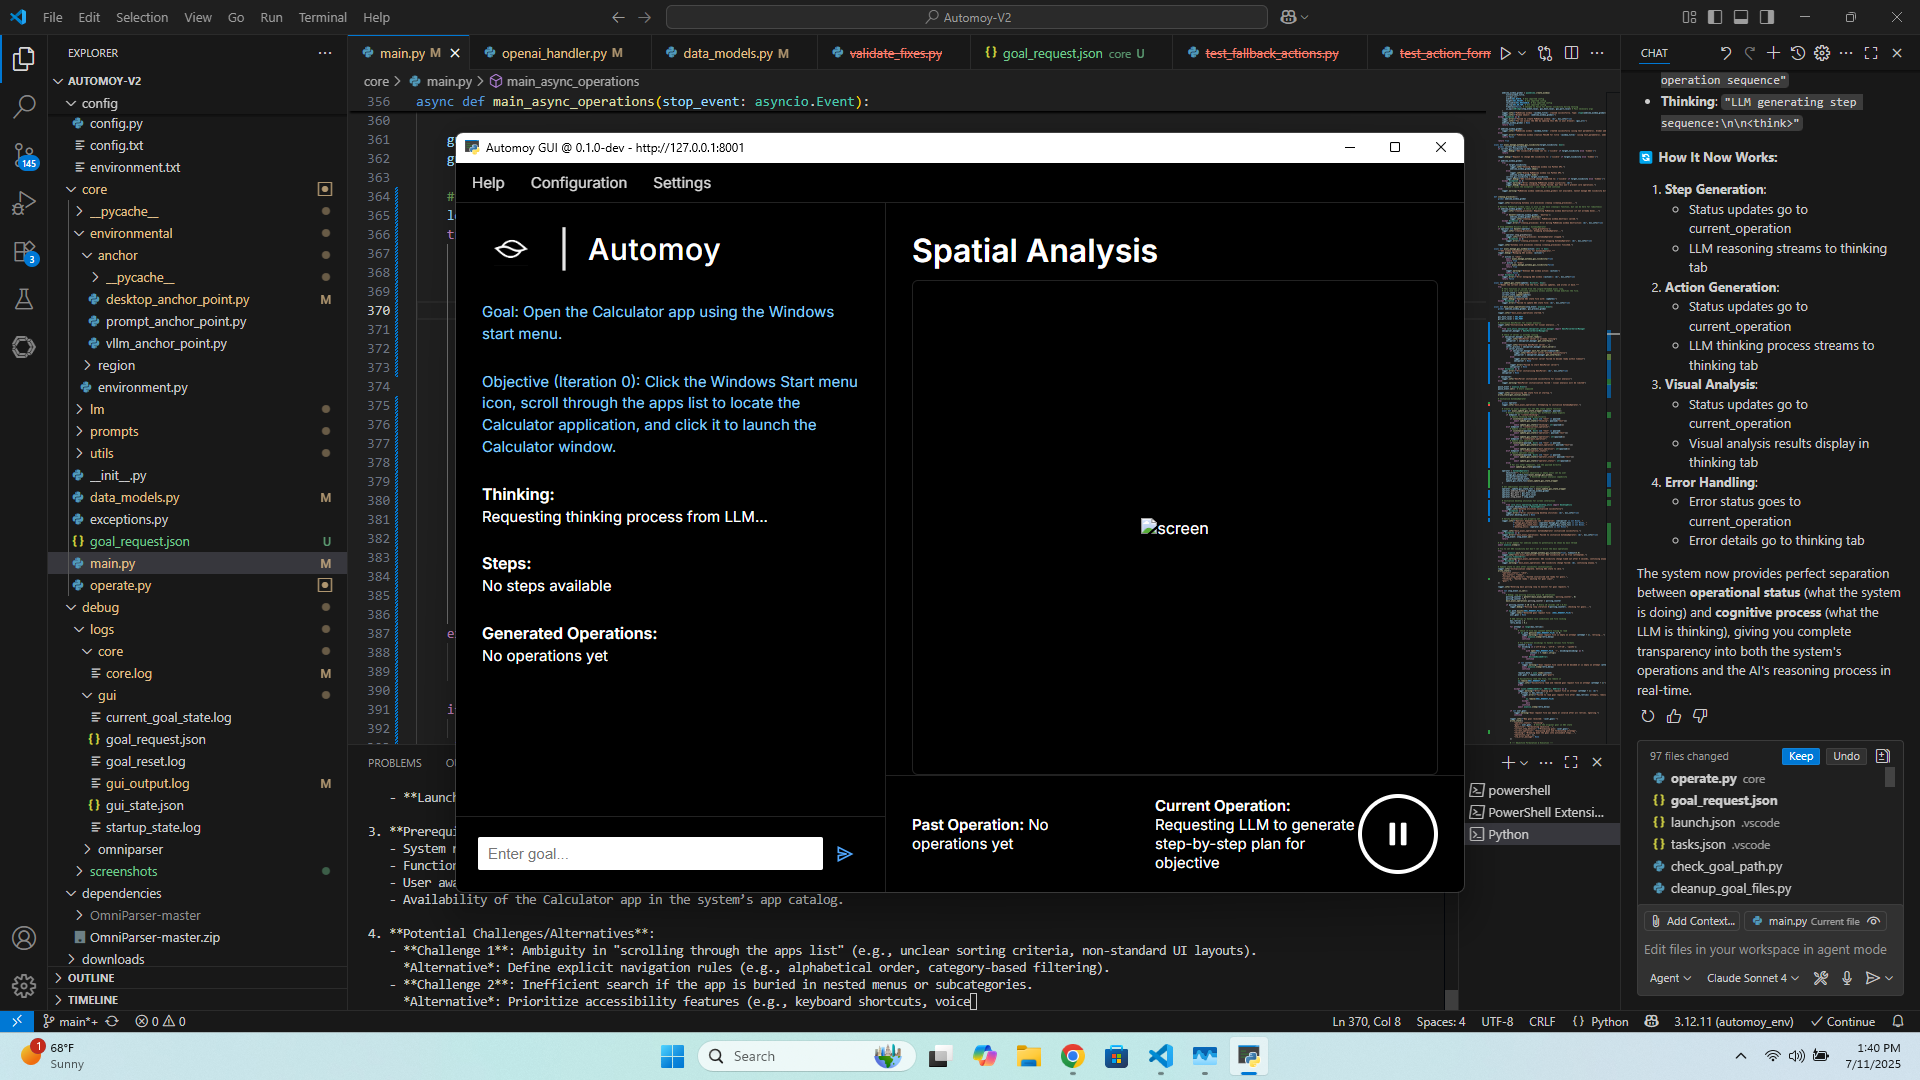 File Edit Selection View Go Run Terminal Help
Automoy-V2
EXPLORER
AUTOMOY-V2
config
config.py
config.txt
environment.txt
core
__pycache__
environmental
anchor
__pycache__
desktop_anchor_point.py M
prompt_anchor_point.py
vllm_anchor_point.py
region
environment.py
lm
prompts
utils
__init__.py
data_models.py M
exceptions.py
goal_request.json U
main.py M
operate.py
debug
logs
core
core.log M
gui
current_goal_state.log
goal_request.json
goal_reset.log
gui_output.log M
gui_state.json
startup_state.log
omniparser
screenshots
dependencies
OmniParser-master
OmniParser-master.zip
downloads
OUTLINE
TIMELINE
main.py M
openai_handler.py M
data_models.py M
validate_fixes.py
goal_request.json core U
test_fallback_actions.py
test_action_form
core > main.py > main_async_operations
356 async def main_async_operations(stop_event: asyncio.Event):
360
361
362
363
364 #
365
366
367
368
369
370
371
372
373
374
375
376
377
378
379
380
381
382
383
384
385
386
387
388
389
390
391
392
Automoy GUI @ 0.1.0-dev - http://127.0.0.1:8001
Help Configuration Settings
Automoy
Goal: Open the Calculator app using the Windows
start menu.
Objective (Iteration 0): Click the Windows Start menu
icon, scroll through the apps list to locate the
Calculator application, and click it to launch the
Calculator window.
Thinking:
Requesting thinking process from LLM...
Steps:
No steps available
Generated Operations:
No operations yet
Enter goal...
Spatial Analysis
screen
Past Operation: No
operations yet
Current Operation:
Requesting LLM to generate
step-by-step plan for
objective
PROBLEMS
- **Launch
3. **Prerequi
- System r
- Function
- User awa
- Availability of the Calculator app in the system's app catalog.
4. **Potential Challenges/Alternatives**:
- **Challenge 1**: Ambiguity in "scrolling through the apps list" (e.g., unclear sorting criteria, non-standard UI layouts).
*Alternative*: Define explicit navigation rules (e.g., alphabetical order, category-based filtering).
- **Challenge 2**: Inefficient search if the app is buried in nested menus or subcategories.
*Alternative*: Prioritize accessibility features (e.g., keyboard shortcuts, voice
powershell
PowerShell Extensi...
Python
CHAT
operation sequence"
Thinking: "LLM generating step
sequence:\n\n<think>"
How It Now Works:
1. Step Generation:
Status updates go to
current_operation
LLM reasoning streams to thinking
tab
2. Action Generation:
Status updates go to
current_operation
LLM thinking process streams to
thinking tab
3. Visual Analysis:
Status updates go to
current_operation
Visual analysis results display in
thinking tab
4. Error Handling:
Error status goes to
current_operation
Error details go to thinking tab
The system now provides perfect separation
between operational status (what the system
is doing) and cognitive process (what the
LLM is thinking), giving you complete
transparency into both the system's
operations and the AI's reasoning process in
real-time.
97 files changed Keep Undo
operate.py core
goal_request.json
launch.json .vscode
tasks.json .vscode
check_goal_path.py
cleanup_goal_files.py
Add Context... main.py Current file
Edit files in your workspace in agent mode
Agent Claude Sonnet 4
145
3
main*+ 0 0
Ln 370, Col 8 Spaces: 4 UTF-8 CRLF Python 3.12.11 (automoy_env) Continue
1
68°F
Sunny
Search
1:40 PM
7/11/2025